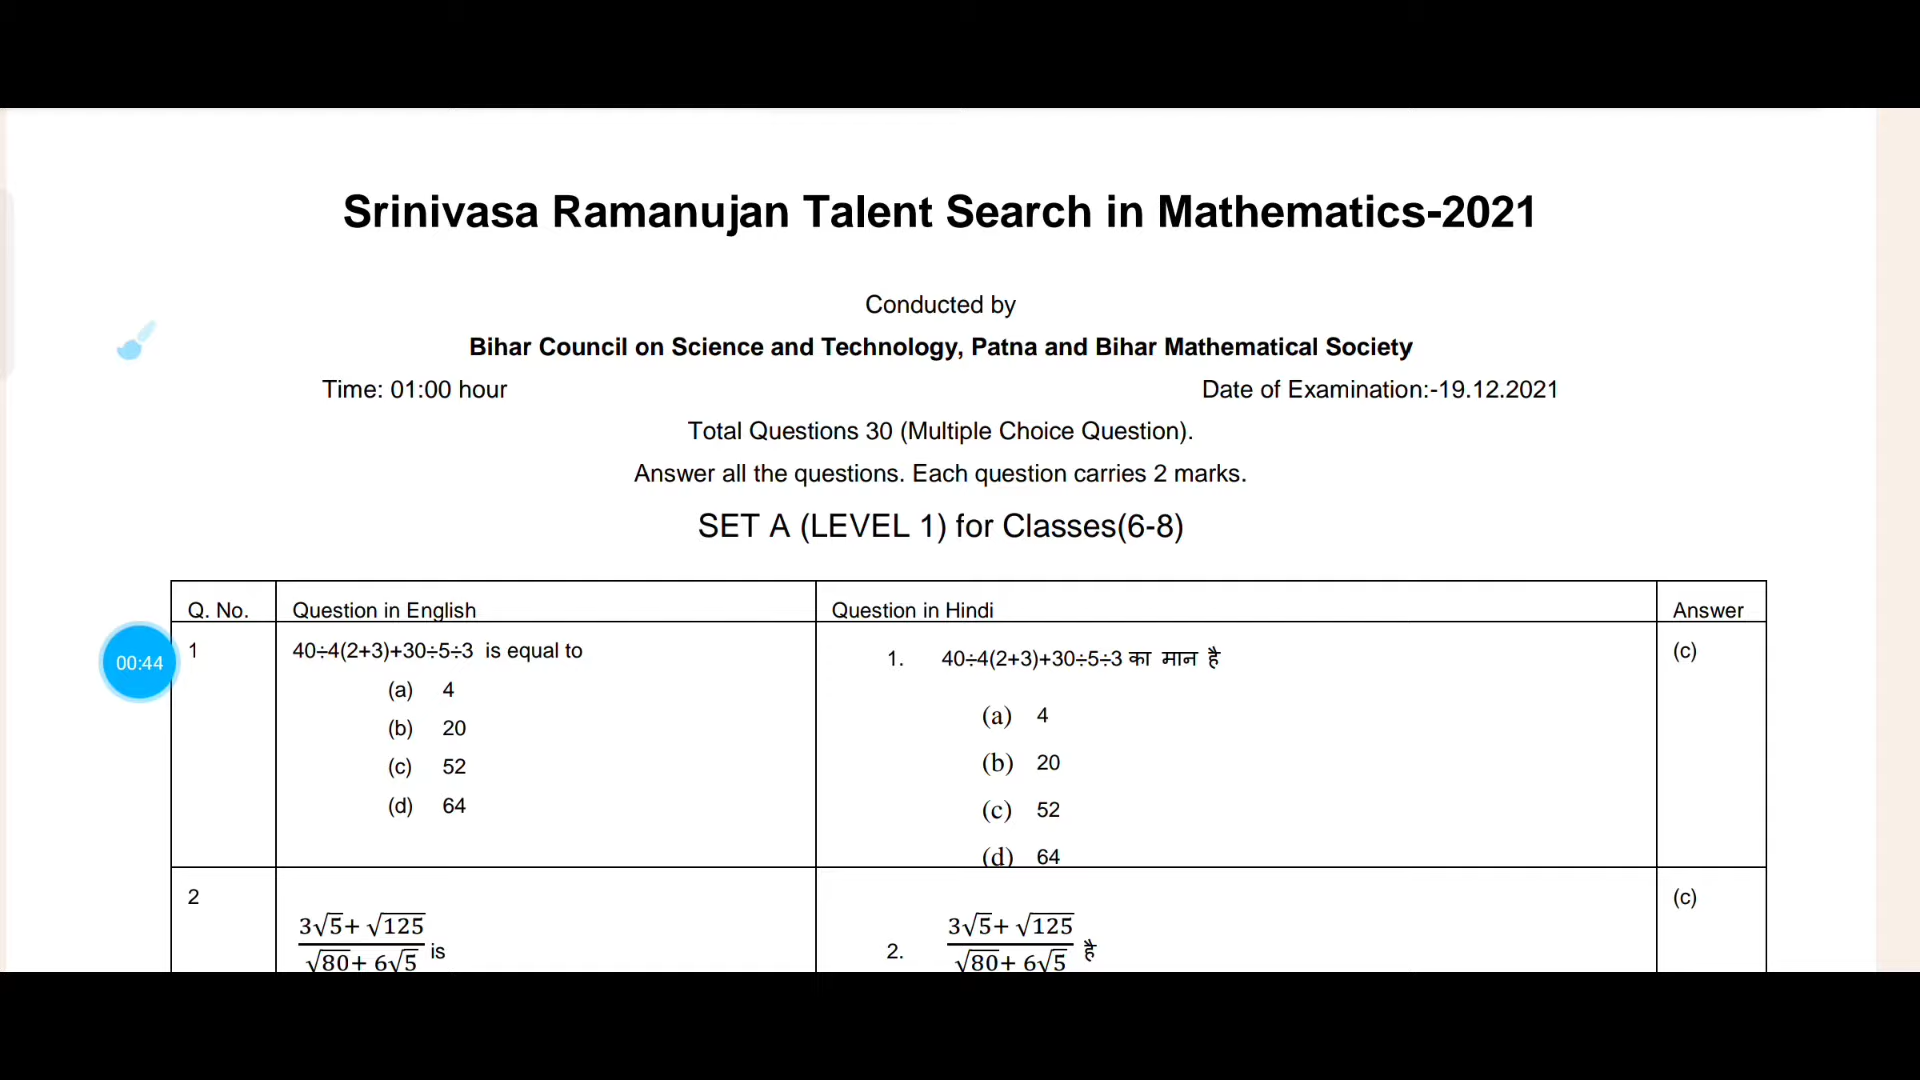 Srinivasa Ramanujan Talent Search in Mathematics-2021
Conducted by
Bihar Council on Science and Technology, Patna and Bihar Mathematical Society
Time: 01:00 hour Date of Examination:-19.12.2021
Total Questions 30 (Multiple Choice Question).
Answer all the questions. Each question carries 2 marks.
SET A (LEVEL 1) for Classes(6-8)
Q. No. Question in English Question in Hindi Answer
1 40÷4(2+3)+30÷5÷3 is equal to
(a) 4
(b) 20
(c) 52
(d) 64
1. 40÷4(2+3)+30÷5÷3 का मान है
(a) 4
(b) 20
(c) 52
(d) 64
(c)
00:44
2
3√5+ √125
√80+ 6√5 is
2.
3√5+ √125
√80+ 6√5 है
(c)